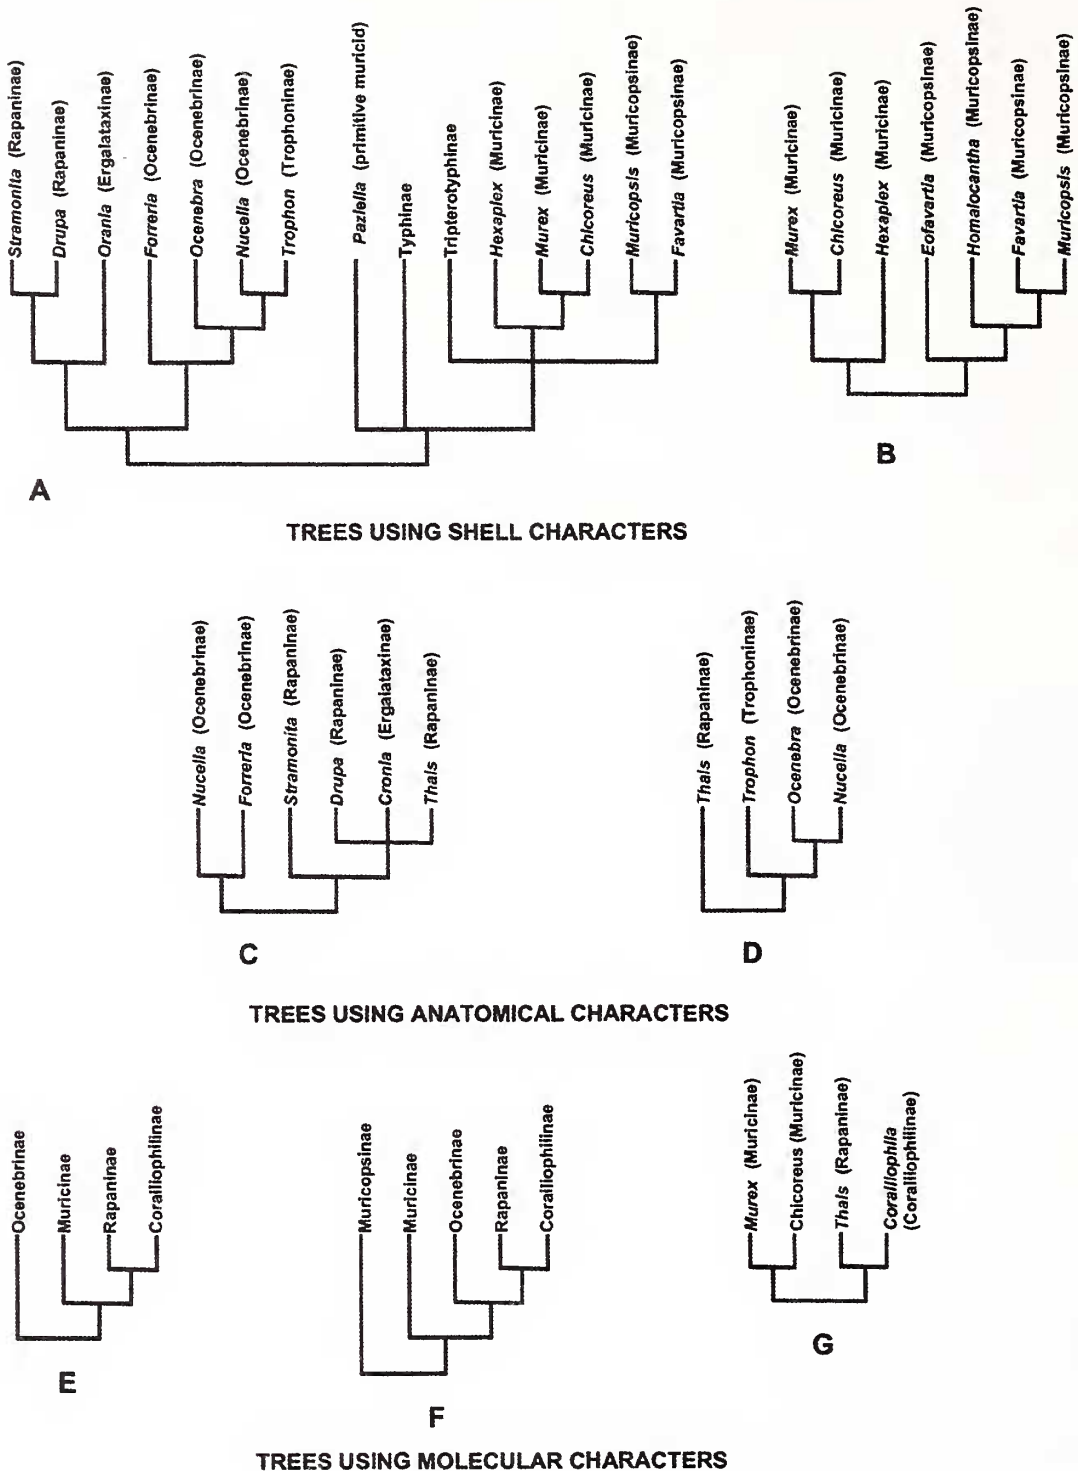 Stramonita (Rapaninae)
Drupa (Rapaninae)
Orania (Ergalataxinae)
Forreria (Ocenebrinae)
Ocenebra (Ocenebrinae)
Nucella (Ocenebrinae)
Trophon (Trophoninae)
Paziella (primitive muricid)
Typhinae
Tripterotyphinae
Hexaplex (Muricinae)
Murex (Muricinae)
Chicoreus (Muricinae)
Muricopsis (Muricopsinae)
Favartia (Muricopsinae)
A
Murex (Muricinae)
Chicoreus (Muricinae)
Hexaplex (Muricinae)
Eofavartia (Muricopsinae)
Homalocantha (Muricopsinae)
Favartia (Muricopsinae)
Muricopsis (Muricopsinae)
B
TREES USING SHELL CHARACTERS
Nucella (Ocenebrinae)
Forreria (Ocenebrinae)
Stramonita (Rapaninae)
Drupa (Rapaninae)
Cronia (Ergalataxinae)
Thais (Rapaninae)
C
Thais (Rapaninae)
Trophon (Trophoninae)
Ocenebra (Ocenebrinae)
Nucella (Ocenebrinae)
D
TREES USING ANATOMICAL CHARACTERS
Ocenebrinae
Muricinae
Rapaninae
Coralliophilinae
E
Muricopsinae
Muricinae
Ocenebrinae
Rapaninae
Coralliophilinae
F
Murex (Muricinae)
Chicoreus (Muricinae)
Thais (Rapaninae)
Coralliophila
(Coralliophilinae)
G
TREES USING MOLECULAR CHARACTERS